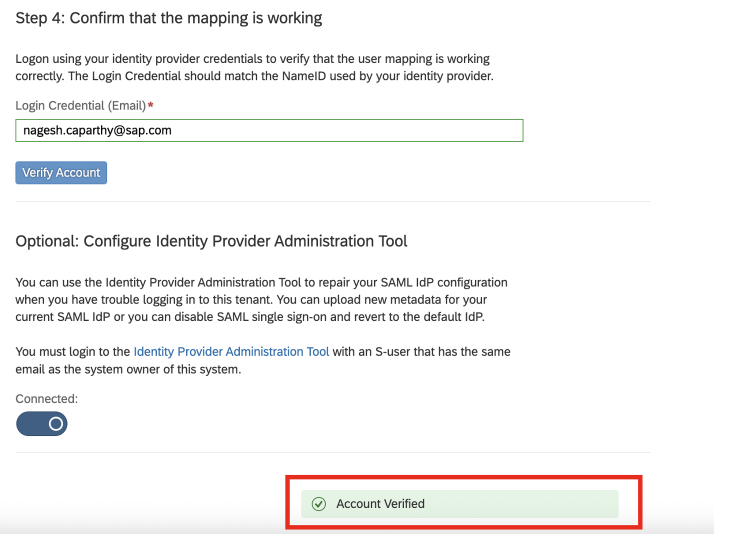 Step 4: Confirm that the mapping is working
Logon using your identity provider credentials to verify that the user mapping is working
correctly. The Login Credential should match the NameID used by your identity provider.
Login Credential (Email)*
nagesh.caparthy@sap.com
Verify Account
Optional: Configure Identity Provider Administration Tool
You can use the Identity Provider Administration Tool to repair your SAML IdP configuration
when you have trouble logging in to this tenant. You can upload new metadata for your
current SAML IdP or you can disable SAML single sign-on and revert to the default IdP.
You must login to the Identity Provider Administration Tool with an S-user that has the same
email as the system owner of this system.
Connected:
Account Verified